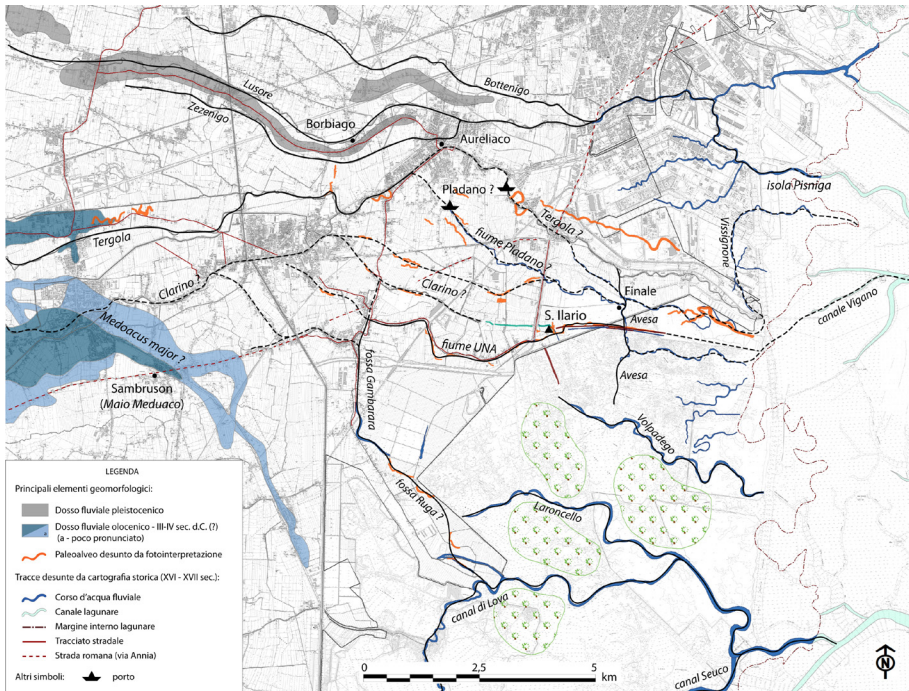 Bottenigo
Lusore
Zezenigo
Borbiago
Aureliaco
Pladano ?
isola Pisniga
Tergola ?
Vissignone
Tergola
fiume Pladano ?
Clarino ?
Clarino ?
Finale
canale Vigano
S. Ilario
Avesa
Medoacus major ?
fiume UNA
fossa Gambarara
Avesa
Sambruson
(Maio Meduaco)
Volpadego
fossa Ruga ?
Laroncello
canal di Lova
canal Seuco
LEGENDA
Principali elementi geomorfologici:
Dosso fluviale pleistocenico
Dosso fluviale olocenico - III-IV sec. d.C. (?)
(a - poco pronunciato)
Paleoalveo desunto da fotointerpretazione
Tracce desunte da cartografia storica (XVI - XVII sec.):
Corso d'acqua fluviale
Canale lagunare
Margine interno lagunare
Tracciato stradale
Strada romana (via Annia)
Altri simboli:
porto
0 2,5 5
km
N